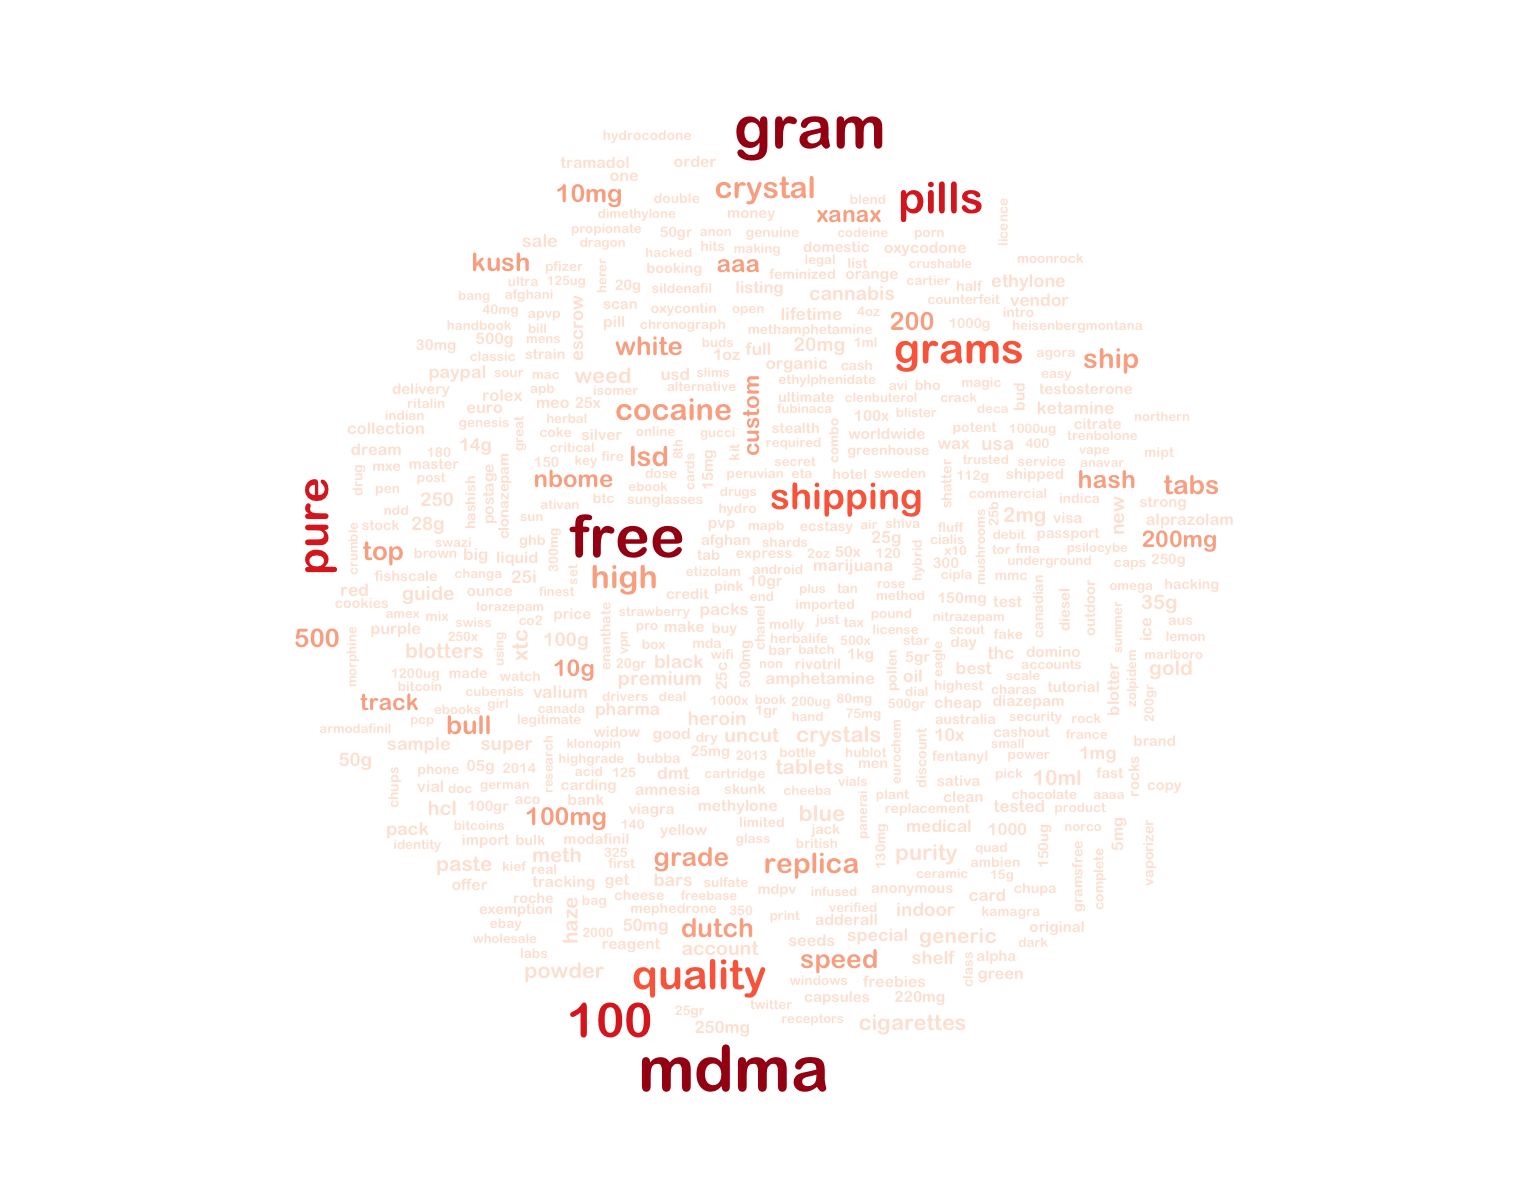 gram
hydrocodone
tramadol
order
one
10mg
crystal
double
xanax
blend
pills
licence
dimethylone
money
propionate
50gr
anon
genuine
codeine
porn
sale
dragon
hacked
hits
making
domestic
oxycodone
kush
pfizer
herer
booking
aaa
legal
list
crushable
moonrock
feminized
orange
cartier
half
ethylone
ultra
125ug
20g
sildenafil
listing
cannabis
counterfeit
vendor
bang
afghani
escrow
scan
oxycontin
open
lifetime
4oz
intro
40mg
apvp
pill
chronograph
methamphetamine
200
1000g
heisenbergmontana
handbook
bill
500g
mens
30mg
classic
strain
white
buds
1oz
full
20mg
1ml
grams
agora
ship
paypal
sour
mac
weed
usd
slims
organic
cash
easy
delivery
rolex
apb
isomer
alternative
custom
ethylphenidate
avi
bho
magic
bud
testosterone
ritalin
euro
meo
25x
cocaine
ultimate
clenbuterol
crack
deca
ketamine
indian
genesis
great
herbal
fubinaca
100x
blister
northern
collection
coke
silver
online
gucci
stealth
combo
worldwide
potent
1000ug
citrate
trenbolone
dream
180
14g
critical
8th
kit
required
greenhouse
wax
usa
400
vape
mipt
drug
mxe
master
clonazepam
150
key
fire
lsd
cards
15mg
secret
trusted
service
anavar
post
nbome
dose
peruvian
eta
hotel
sweden
shatter
112g
shipped
hash
tabs
pure
pen
250
hashish
postage
ebook
drugs
shipping
commercial
indica
new
strong
ndd
ativan
btc
sunglasses
hydro
25b
2mg
visa
alprazolam
stock
28g
sun
free
pvp
mapb
ecstasy
air
shiva
fluff
mushrooms
debit
passport
swazi
ghb
300mg
afghan
shards
25g
cialis
200mg
crumble
top
brown
big
liquid
tab
express
2oz
50x
120
hybrid
x10
tor
fma
psilocybe
300
underground
caps
250g
fishscale
changa
25i
set
high
etizolam
android
marijuana
cipla
mmc
red
guide
ounce
finest
credit
pink
10gr
plus
tan
rose
method
150mg
test
canadian
diesel
outdoor
omega
hacking
cookies
lorazepam
end
imported
35g
amex
mix
swiss
co2
price
enanthate
strawberry
packs
chanel
just
tax
pound
nitrazepam
summer
ice
aus
500
purple
250x
using
xtc
100g
vpn
pro
make
buy
molly
license
scout
fake
lemon
herbalife
500x
star
day
morphine
blotters
box
mda
wifi
bar
batch
1kg
5gr
eagle
thc
domino
marlboro
10g
20gr
black
25c
500mg
non
rivotril
pollen
oil
best
accounts
gold
1200ug
made
watch
premium
amphetamine
scale
blotter
zolpidem
bitcoin
cubensis
valium
drivers
deal
1000x
book
200ug
80mg
dial
highest
charas
tutorial
track
ebooks
girl
canada
pharma
1gr
500gr
cheap
diazepam
200gr
pcp
bull
legitimate
heroin
hand
75mg
australia
security
rock
armodafinil
widow
good
dry
uncut
crystals
eurochem
10x
cashout
france
sample
super
research
klonopin
25mg
2013
bottle
hublot
discount
small
1mg
brand
50g
highgrade
bubba
tablets
men
fentanyl
power
phone
05g
2014
acid
125
dmt
cartridge
pick
fast
rocks
chups
vial
doc
german
carding
amnesia
skunk
cheeba
vials
sativa
10ml
copy
hcl
100gr
aco
bank
plant
clean
chocolate
aaaa
viagra
methylone
blue
panerai
replacement
tested
product
100mg
140
limited
pack
bitcoins
yellow
jack
medical
1000
150ug
norco
5mg
identity
import
bulk
modafinil
glass
british
130mg
vaporizer
meth
325
grade
replica
purity
quad
paste
kief
real
first
ambien
gramsfree
complete
ceramic
15g
offer
tracking
get
bars
sulfate
mdpv
infused
anonymous
card
chupa
roche
haze
bag
cheese
freebase
exemption
mephedrone
350
print
verified
indoor
kamagra
ebay
adderall
2000
50mg
dutch
original
wholesale
reagent
account
seeds
special
generic
dark
labs
speed
shelf
class
alpha
powder
quality
windows
freebies
green
capsules
220mg
100
25gr
twitter
250mg
receptors
cigarettes
mdma